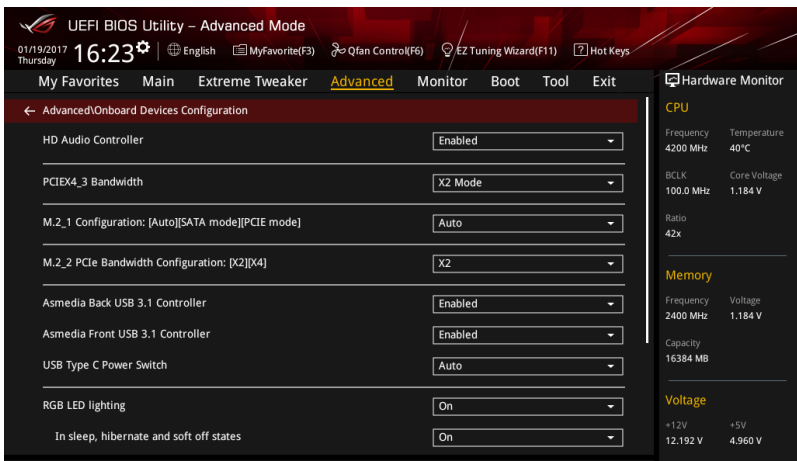 UEFI BIOS Utility – Advanced Mode
01/19/2017 Thursday 16:23 English MyFavorite(F3) Qfan Control(F6) EZ Tuning Wizard(F11) ? Hot Keys
My Favorites Main Extreme Tweaker Advanced Monitor Boot Tool Exit
Hardware Monitor
← Advanced\Onboard Devices Configuration
HD Audio Controller Enabled
PCIEX4_3 Bandwidth X2 Mode
M.2_1 Configuration: [Auto][SATA mode][PCIE mode] Auto
M.2_2 PCIe Bandwidth Configuration: [X2][X4] X2
Asmedia Back USB 3.1 Controller Enabled
Asmedia Front USB 3.1 Controller Enabled
USB Type C Power Switch Auto
RGB LED lighting On
In sleep, hibernate and soft off states On
CPU
Frequency Temperature
4200 MHz 40°C
BCLK Core Voltage
100.0 MHz 1.184 V
Ratio
42x
Memory
Frequency Voltage
2400 MHz 1.184 V
Capacity
16384 MB
Voltage
+12V +5V
12.192 V 4.960 V